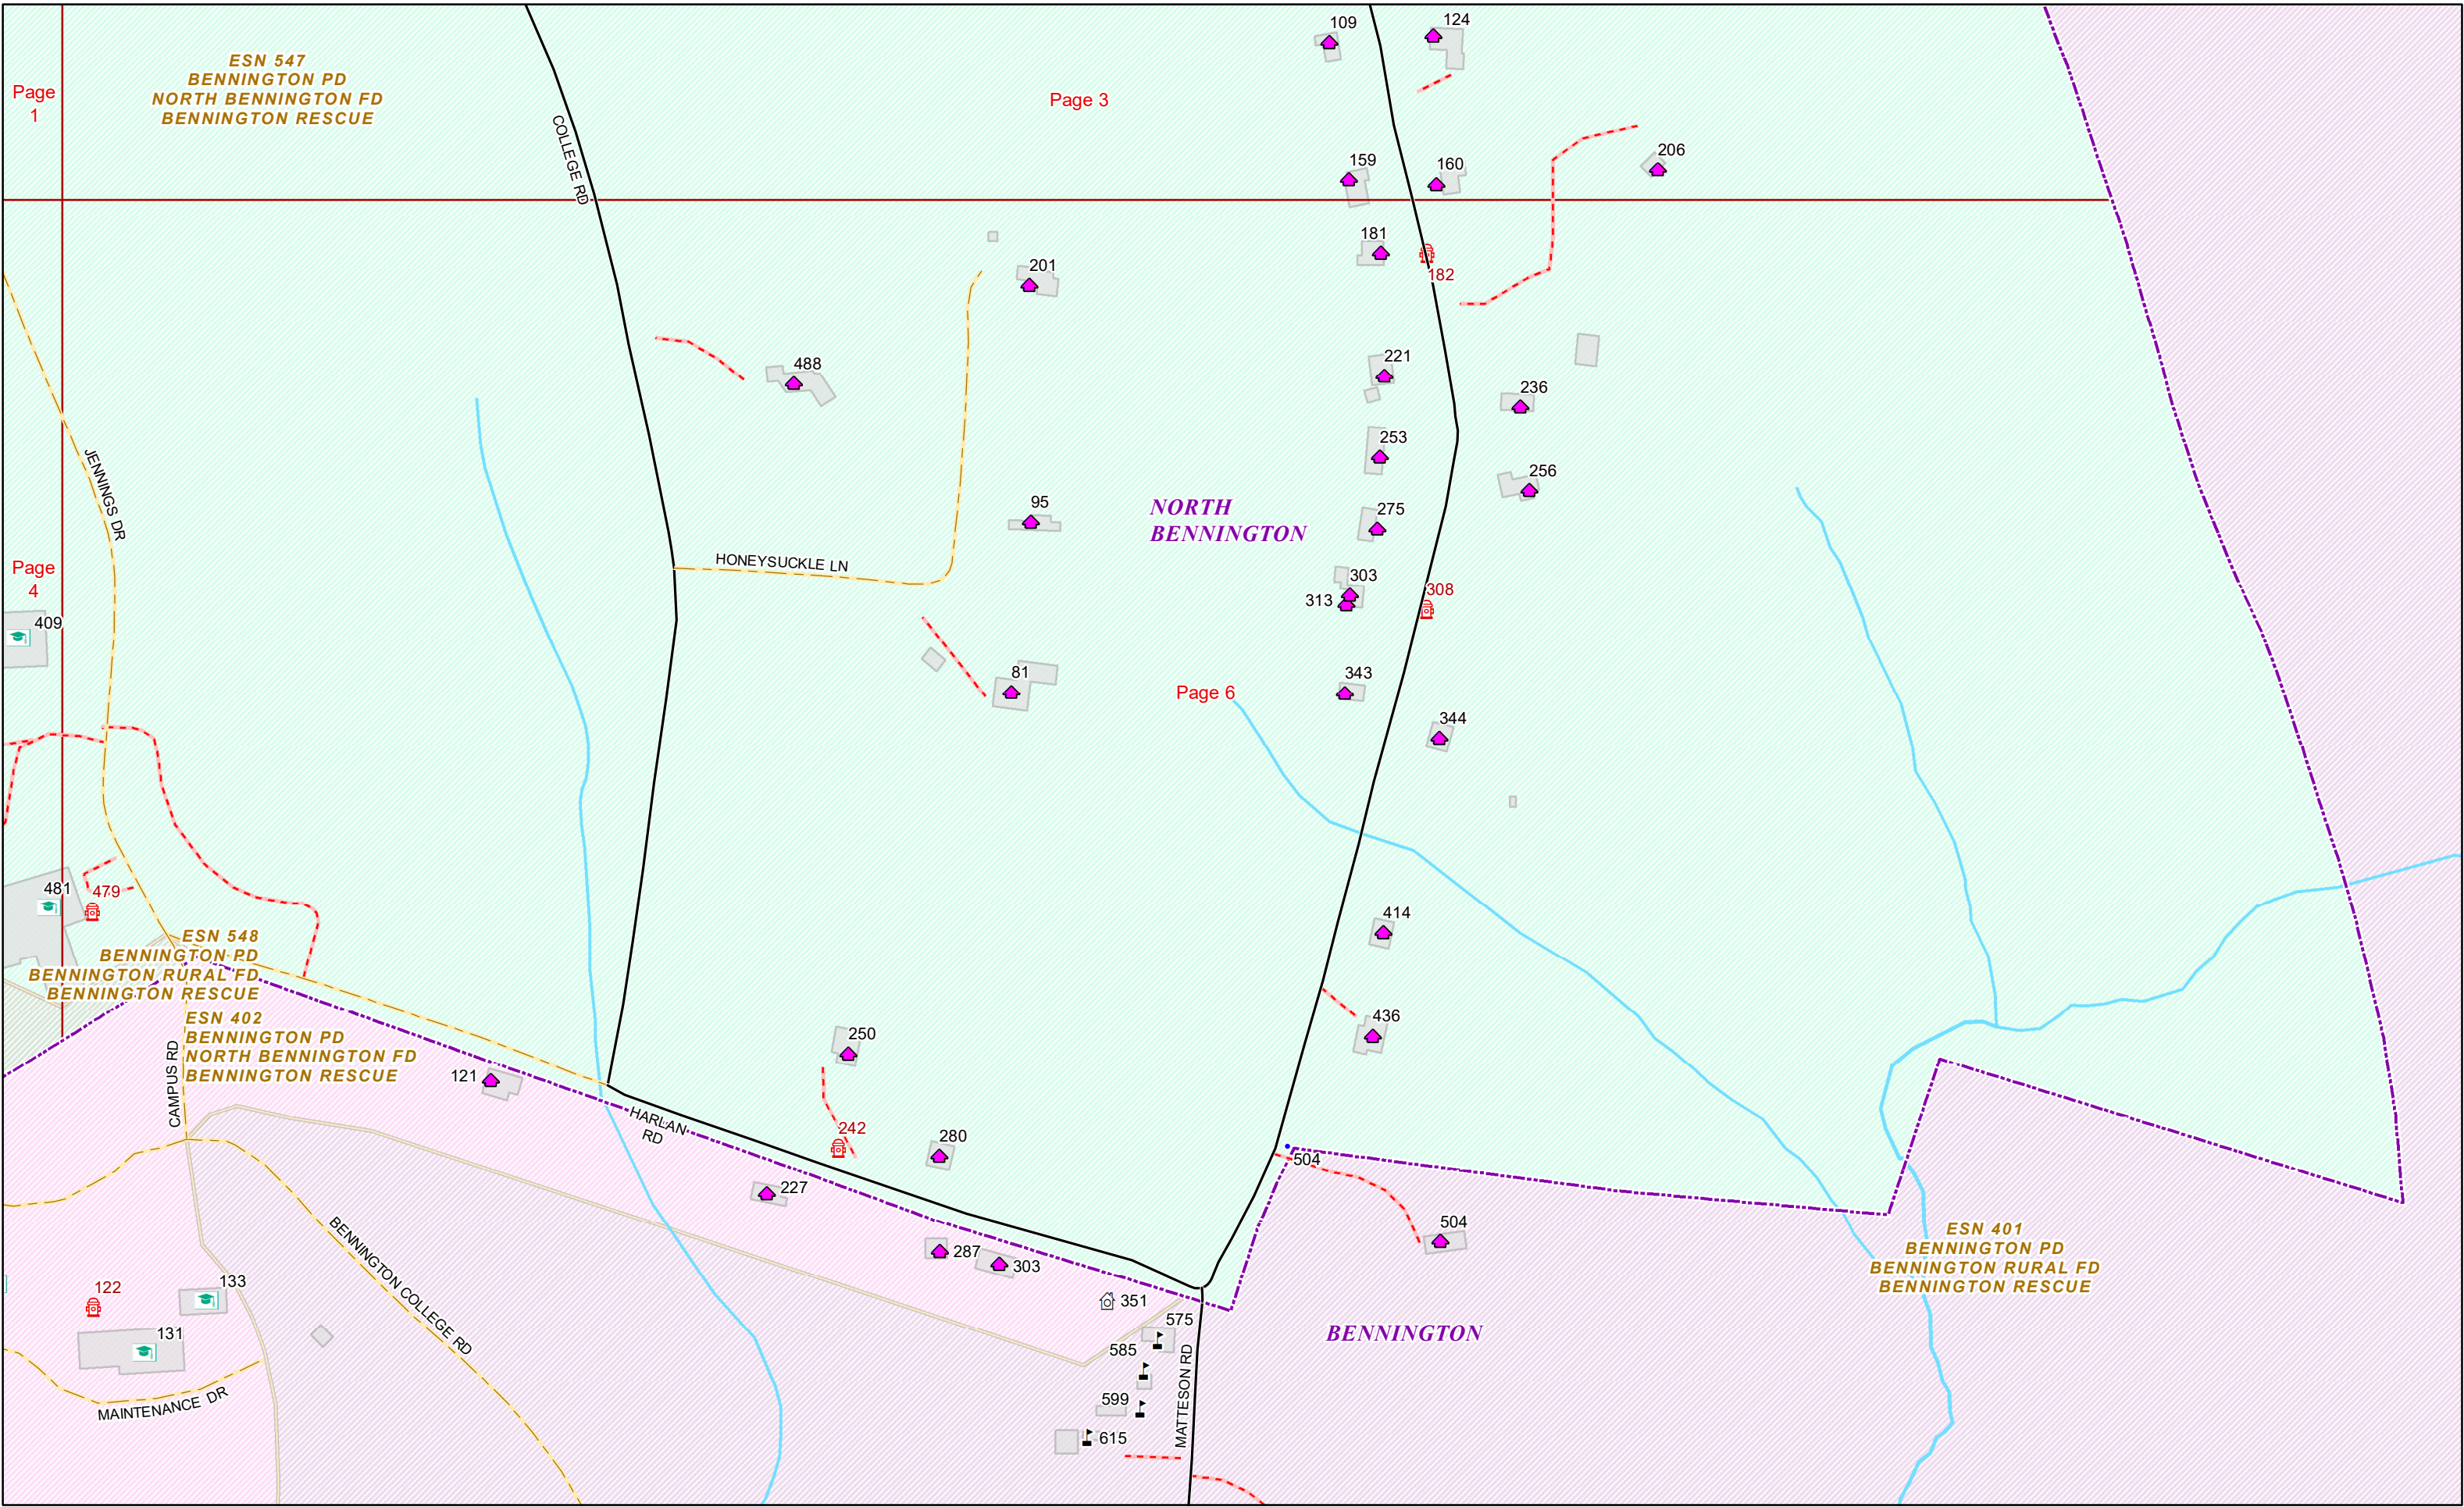 109
124
ESN 547
BENNINGTON PD
NORTH BENNINGTON FD
BENNINGTON RESCUE
Page
1
Page 3
COLLEGE RD
159
160
206
181
182
201
488
221
236
253
256
JENNINGS DR
95
NORTH
BENNINGTON
275
HONEYSUCKLE LN
Page
4
303
313
308
409
81
Page 6
343
344
481
479
414
ESN 548
BENNINGTON PD
BENNINGTON RURAL FD
BENNINGTON RESCUE
ESN 402
BENNINGTON PD
NORTH BENNINGTON FD
BENNINGTON RESCUE
CAMPUS RD
436
250
121
HARLAN
RD
242
280
504
227
504
287
303
BENNINGTON COLLEGE RD
ESN 401
BENNINGTON PD
BENNINGTON RURAL FD
BENNINGTON RESCUE
122
133
351
575
131
585
BENNINGTON
MATTESON RD
599
MAINTENANCE DR
615